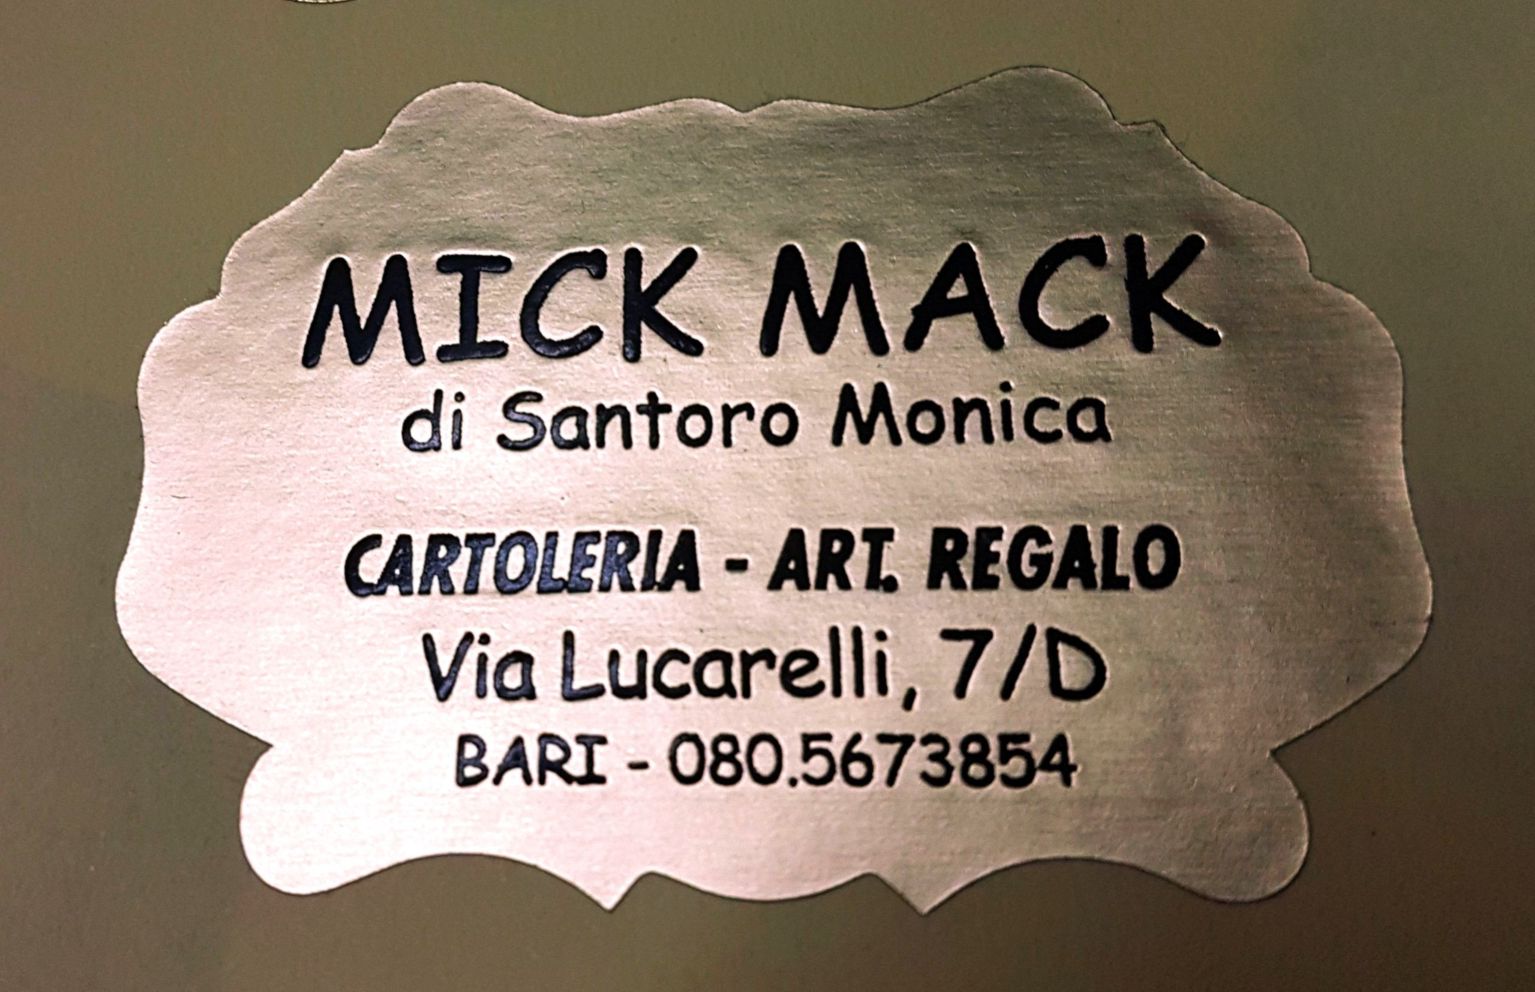 MICK MACK
di Santoro Monica
CARTOLERIA - ART. REGALO
Via Lucarelli, 7/D
BARI - 080.5673854